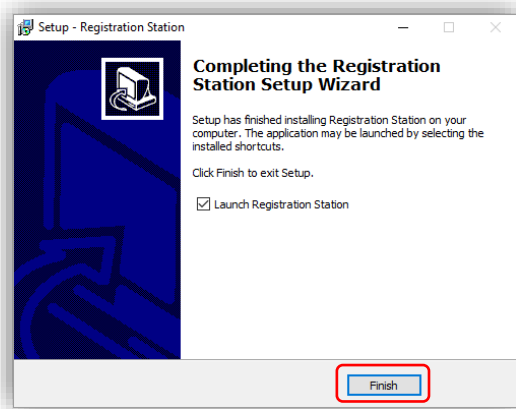 Setup - Registration Station
Completing the Registration
Station Setup Wizard
Setup has finished installing Registration Station on your
computer. The application may be launched by selecting the
installed shortcuts.
Click Finish to exit Setup.
Launch Registration Station
Finish